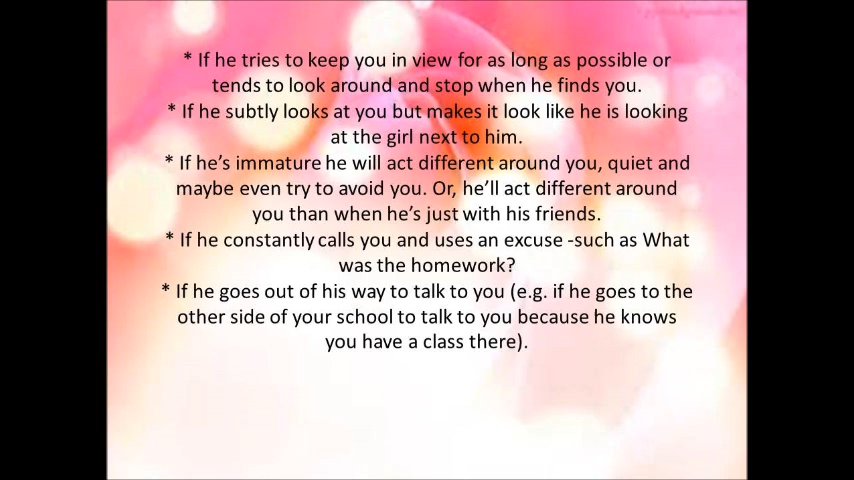 * If he tries to keep you in view for as long as possible or
tends to look around and stop when he finds you.
* If he subtly looks at you but makes it look like he is looking
at the girl next to him.
* If he’s immature he will act different around you, quiet and
maybe even try to avoid you. Or, he’ll act different around
you than when he’s just with his friends.
* If he constantly calls you and uses an excuse -such as What
was the homework?
* If he goes out of his way to talk to you (e.g. if he goes to the
other side of your school to talk to you because he knows
you have a class there).